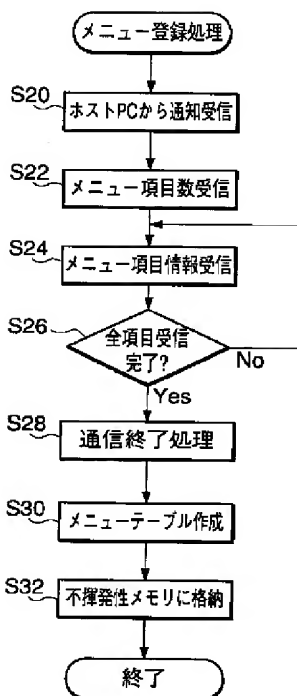 メニュー登録処理
S20
ホストPCから通知受信
S22
メニュー項目数受信
S24
メニュー項目情報受信
S26
全項目受信
完了?
No
Yes
S28
通信終了処理
S30
メニューテーブル作成
S32
不揮発性メモリに格納
終了